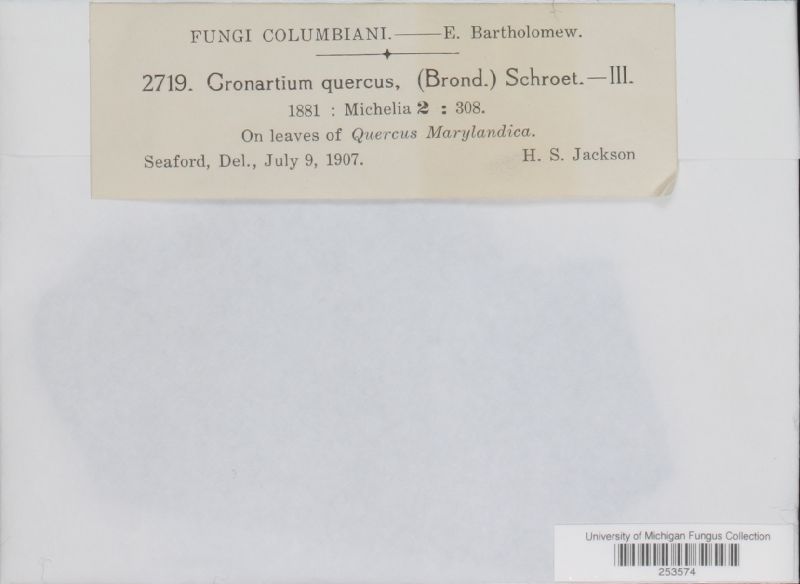 FUNGI COLUMBIANI.——E. Bartholomew.
2719. Cronartium quercus, (Brond.) Schroet.—III.
1881 : Michelia 2 : 308.
On leaves of Quercus Marylandica.
Seaford, Del., July 9, 1907. H. S. Jackson
University of Michigan Fungus Collection
253574